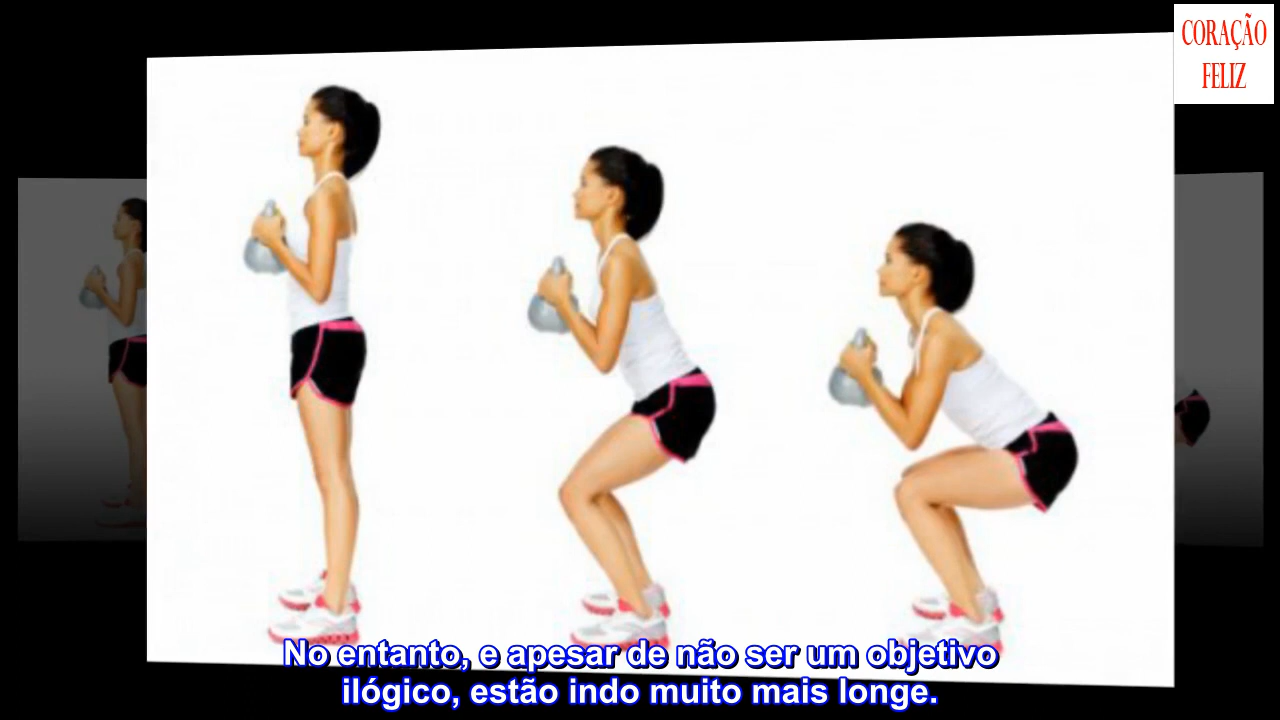 CORAÇÃO
FELIZ
No entanto, e apesar de não ser um objetivo
ilógico, estão indo muito mais longe.